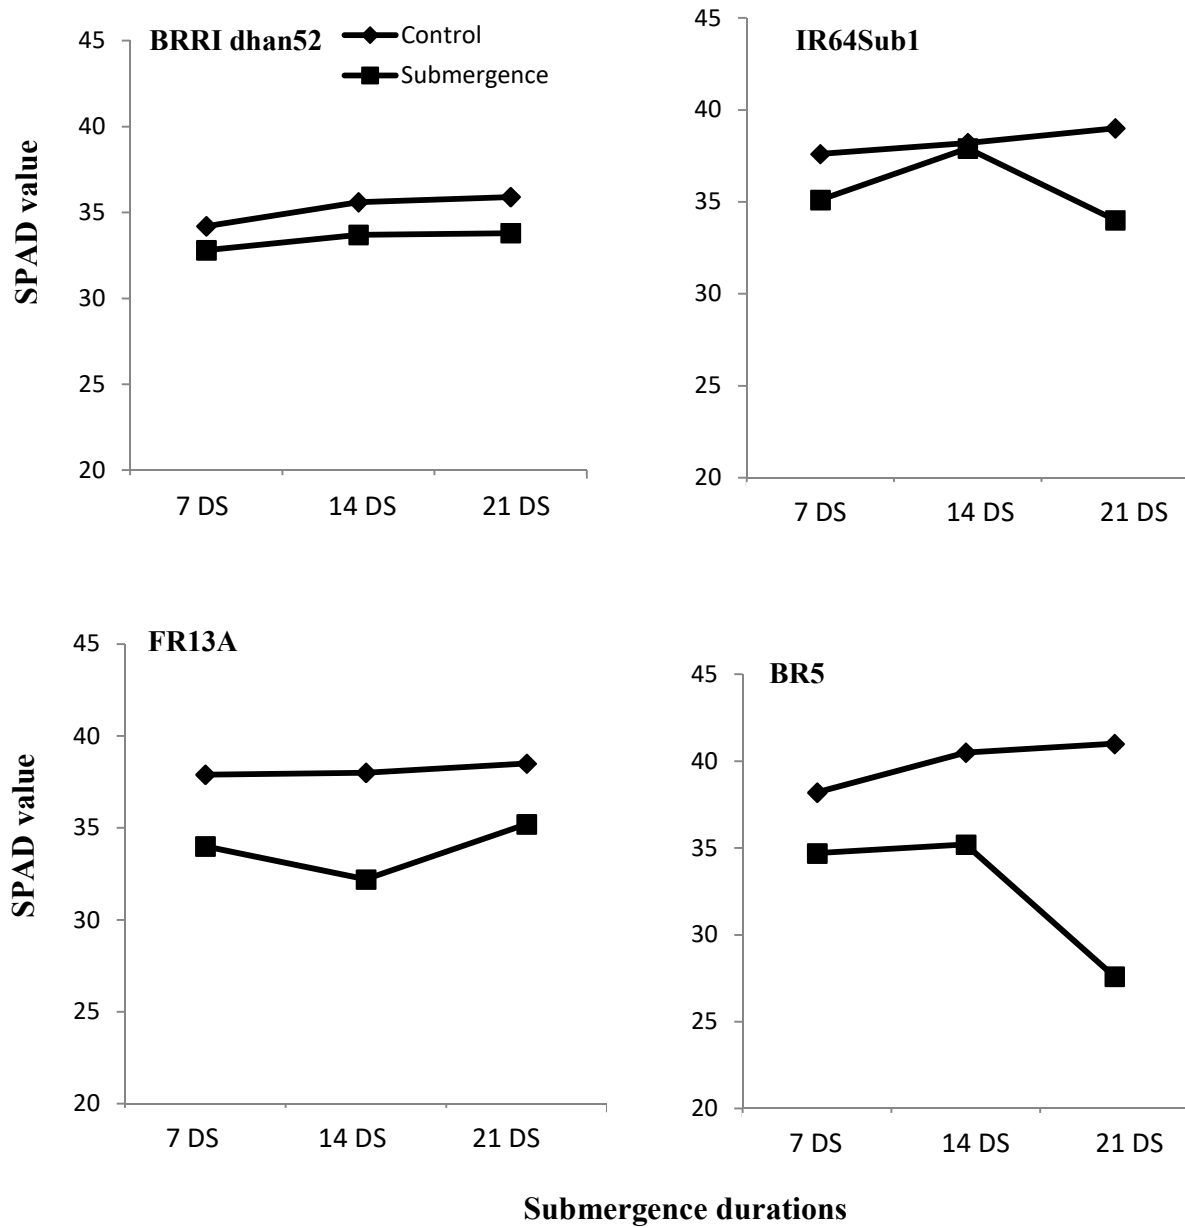 BRRI dhan52
Control
Submergence
SPAD value
45
40
35
30
25
20
7 DS 14 DS 21 DS
IR64Sub1
45
40
35
30
25
20
7 DS 14 DS 21 DS
FR13A
SPAD value
45
40
35
30
25
20
7 DS 14 DS 21 DS
BR5
45
40
35
30
25
20
7 DS 14 DS 21 DS
Submergence durations